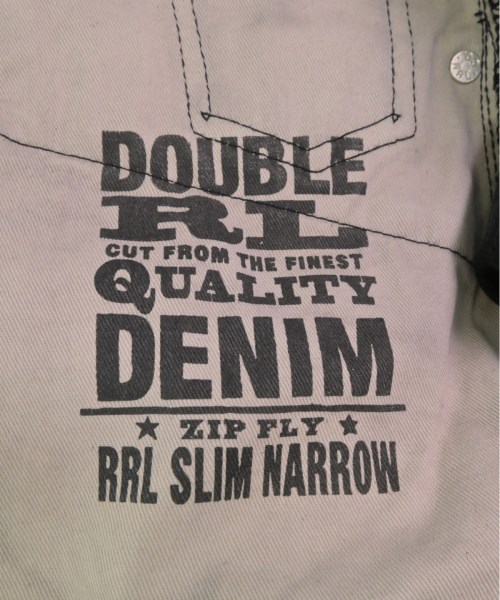 DOUBLE
RL
CUT FROM THE FINEST
QUALITY
DENIM
★ ZIP FLY ★
RRL SLIM NARROW